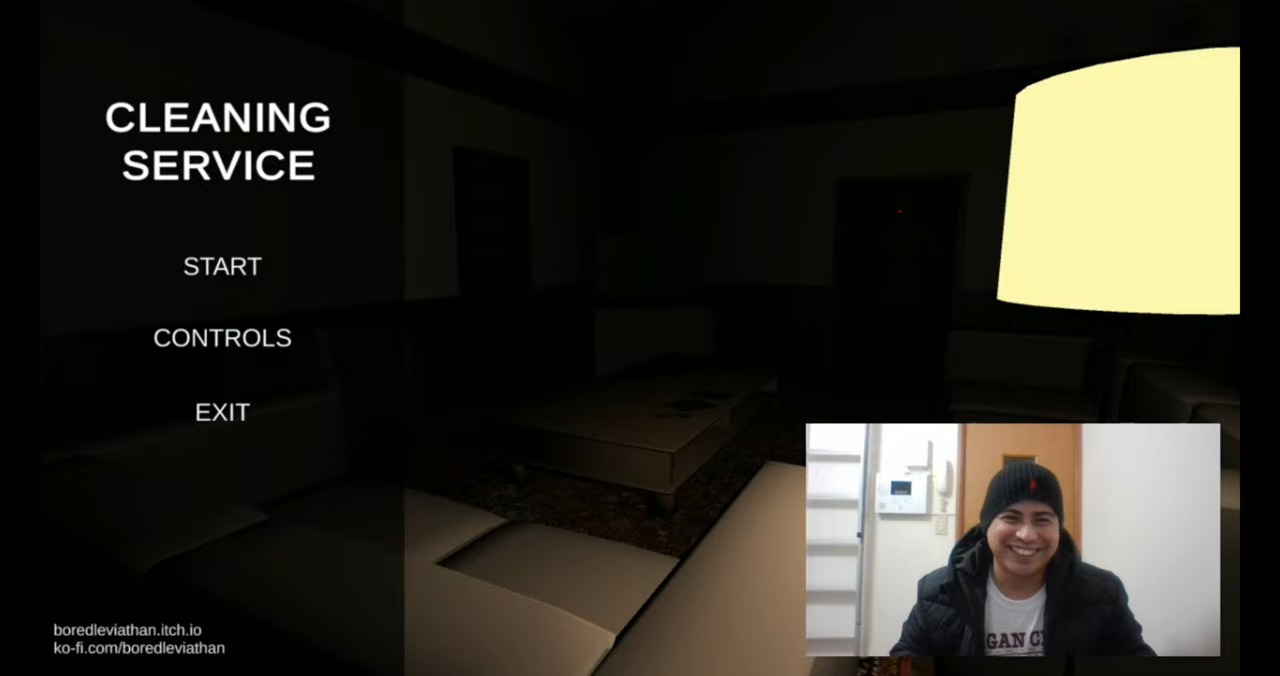 CLEANING
SERVICE
START
CONTROLS
EXIT
boredleviathan.itch.io
ko-fi.com/boredleviathan